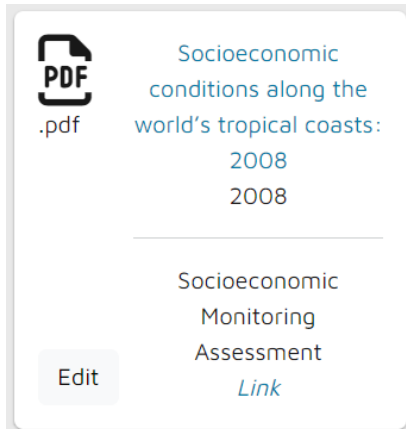 PDF
.pdf
Socioeconomic
conditions along the
world's tropical coasts:
2008
2008
Socioeconomic
Monitoring
Assessment
Link
Edit